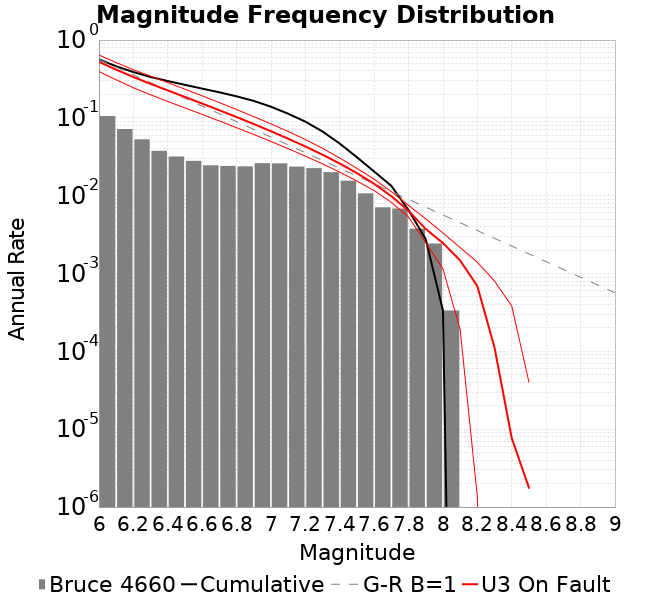 Magnitude Frequency Distribution
10^0
10^-1
10^-2
10^-3
10^-4
10^-5
10^-6
Annual Rate
6 6.2 6.4 6.6 6.8 7 7.2 7.4 7.6 7.8 8 8.2 8.4 8.6 8.8 9
Magnitude
Bruce 4660 Cumulative G-R B=1 U3 On Fault